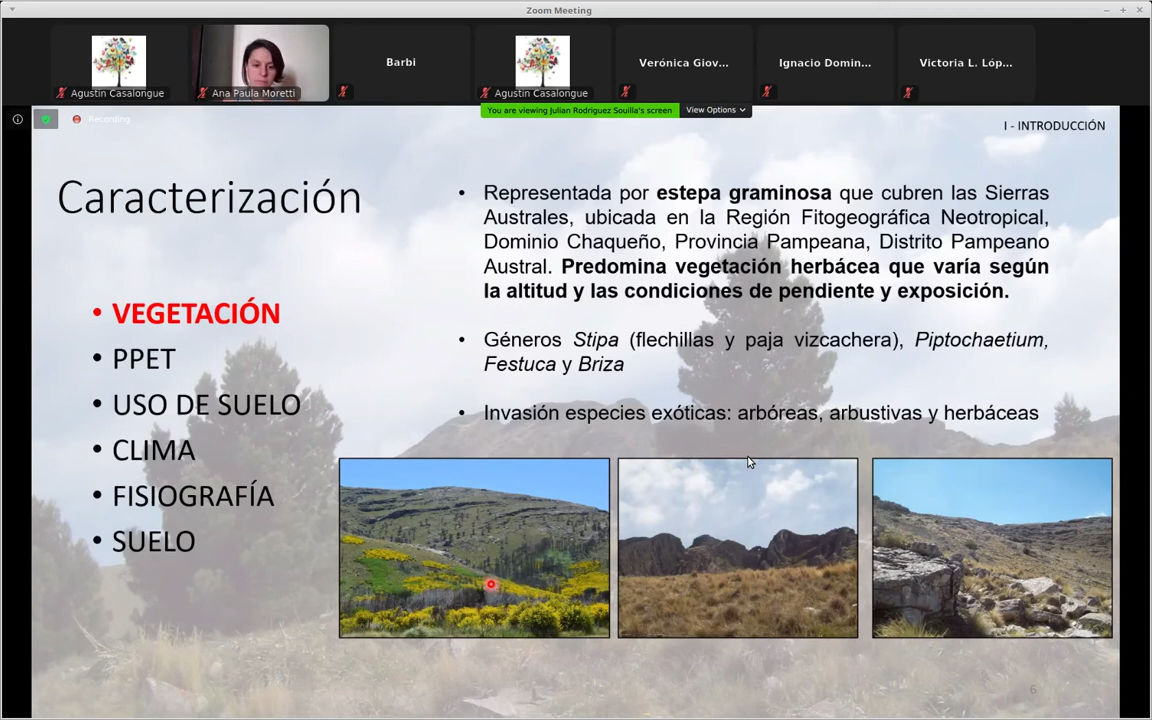 Zoom Meeting
Barbi
Verónica Giov...
Ignacio Domin...
Victoria L. Lóp...
Agustin Casalongue
Ana Paula Moretti
Agustin Casalongue
You are viewing Julian Rodriguez Souilla's screen
View Options
Recording
I - INTRODUCCIÓN
Caracterización
• VEGETACIÓN
• PPET
• USO DE SUELO
• CLIMA
• FISIOGRAFÍA
• SUELO
• Representada por estepa graminosa que cubren las Sierras
Australes, ubicada en la Región Fitogeográfica Neotropical,
Dominio Chaqueño, Provincia Pampeana, Distrito Pampeano
Austral. Predomina vegetación herbácea que varía según
la altitud y las condiciones de pendiente y exposición.
• Géneros Stipa (flechillas y paja vizcachera), Piptochaetium,
Festuca y Briza
• Invasión especies exóticas: arbóreas, arbustivas y herbáceas
6